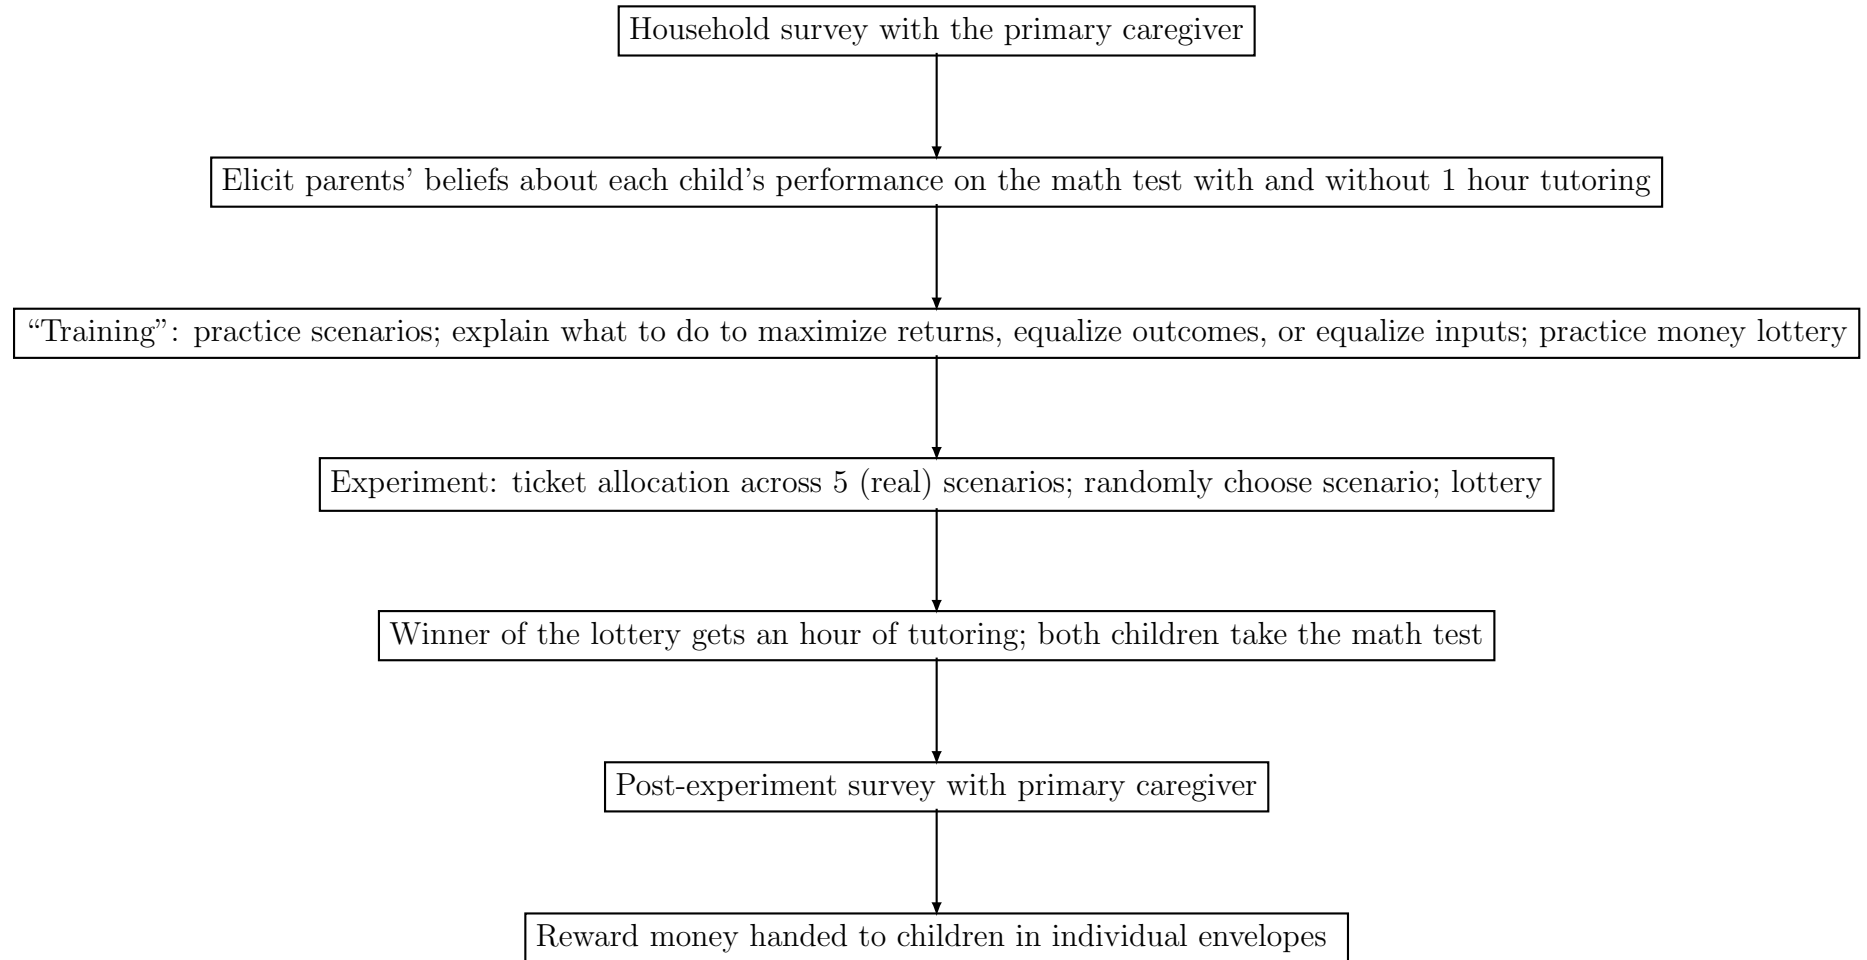 Household survey with the primary caregiver
Elicit parents’ beliefs about each child’s performance on the math test with and without 1 hour tutoring
“Training”: practice scenarios; explain what to do to maximize returns, equalize outcomes, or equalize inputs; practice money lottery
Experiment: ticket allocation across 5 (real) scenarios; randomly choose scenario; lottery
Winner of the lottery gets an hour of tutoring; both children take the math test
Post-experiment survey with primary caregiver
Reward money handed to children in individual envelopes